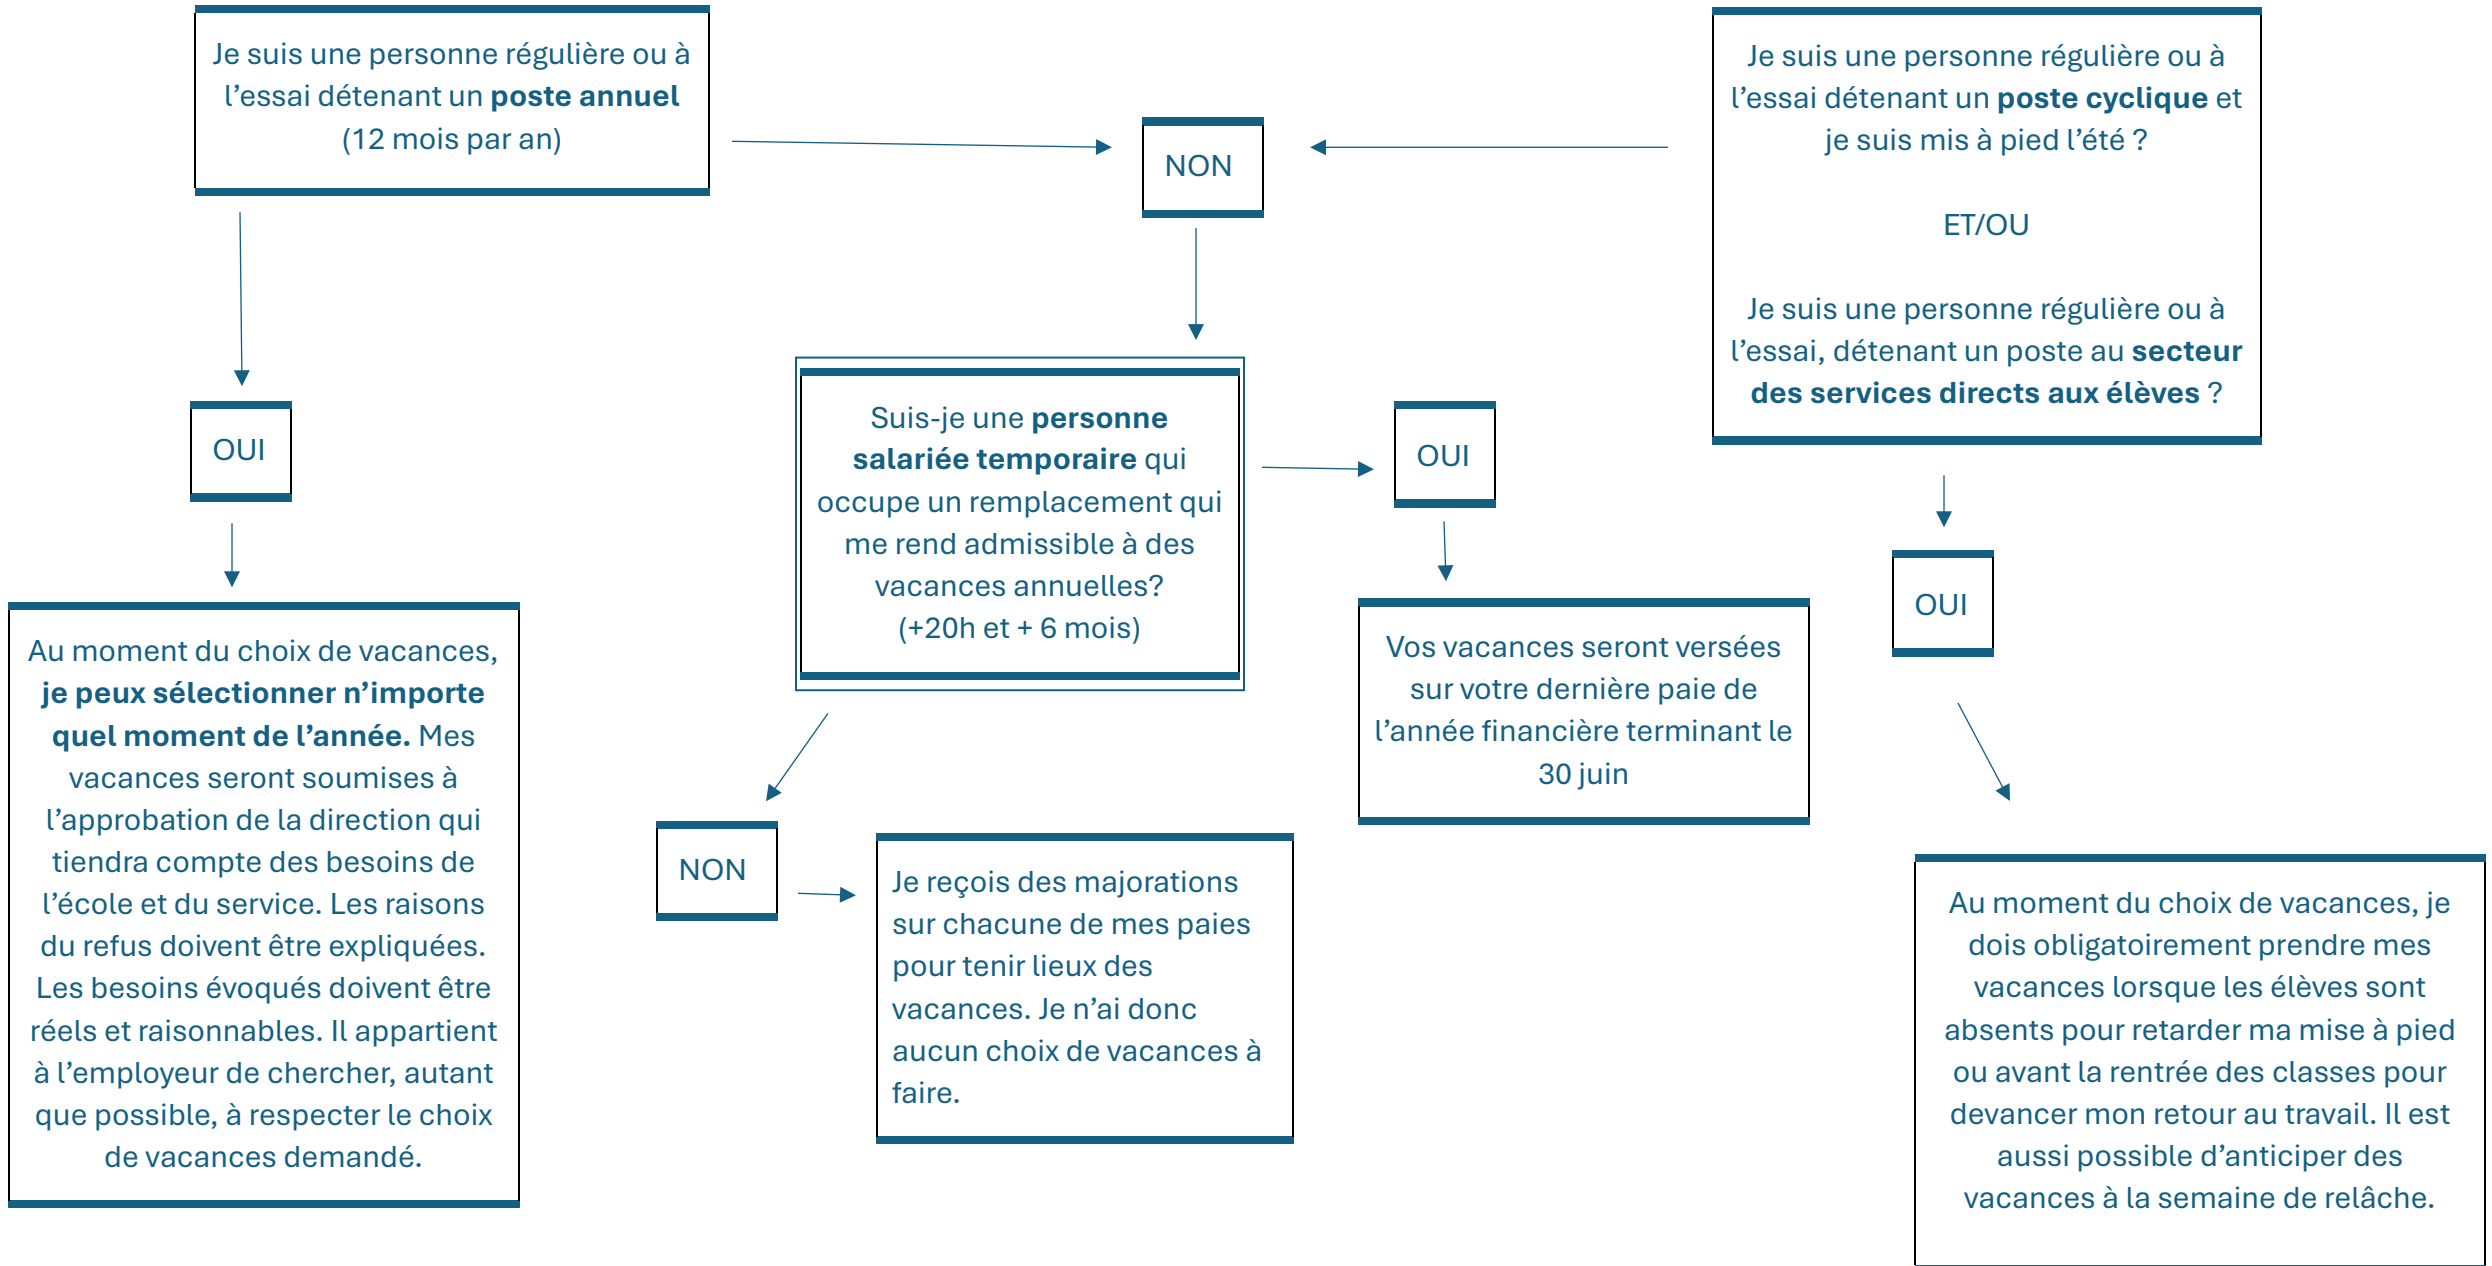 Je suis une personne régulière ou à
l’essai détenant un poste annuel
(12 mois par an)
NON
Je suis une personne régulière ou à
l’essai détenant un poste cyclique et
je suis mis à pied l’été ?
ET/OU
Je suis une personne régulière ou à
l’essai, détenant un poste au secteur
des services directs aux élèves ?
OUI
Suis-je une personne
salariée temporaire qui
occupe un remplacement qui
me rend admissible à des
vacances annuelles?
(+20h et + 6 mois)
OUI
OUI
Au moment du choix de vacances,
je peux sélectionner n’importe
quel moment de l’année. Mes
vacances seront soumises à
l’approbation de la direction qui
tiendra compte des besoins de
l’école et du service. Les raisons
du refus doivent être expliquées.
Les besoins évoqués doivent être
réels et raisonnables. Il appartient
à l’employeur de chercher, autant
que possible, à respecter le choix
de vacances demandé.
Vos vacances seront versées
sur votre dernière paie de
l’année financière terminant le
30 juin
NON
Je reçois des majorations
sur chacune de mes paies
pour tenir lieux des
vacances. Je n’ai donc
aucun choix de vacances à
faire.
Au moment du choix de vacances, je
dois obligatoirement prendre mes
vacances lorsque les élèves sont
absents pour retarder ma mise à pied
ou avant la rentrée des classes pour
devancer mon retour au travail. Il est
aussi possible d’anticiper des
vacances à la semaine de relâche.